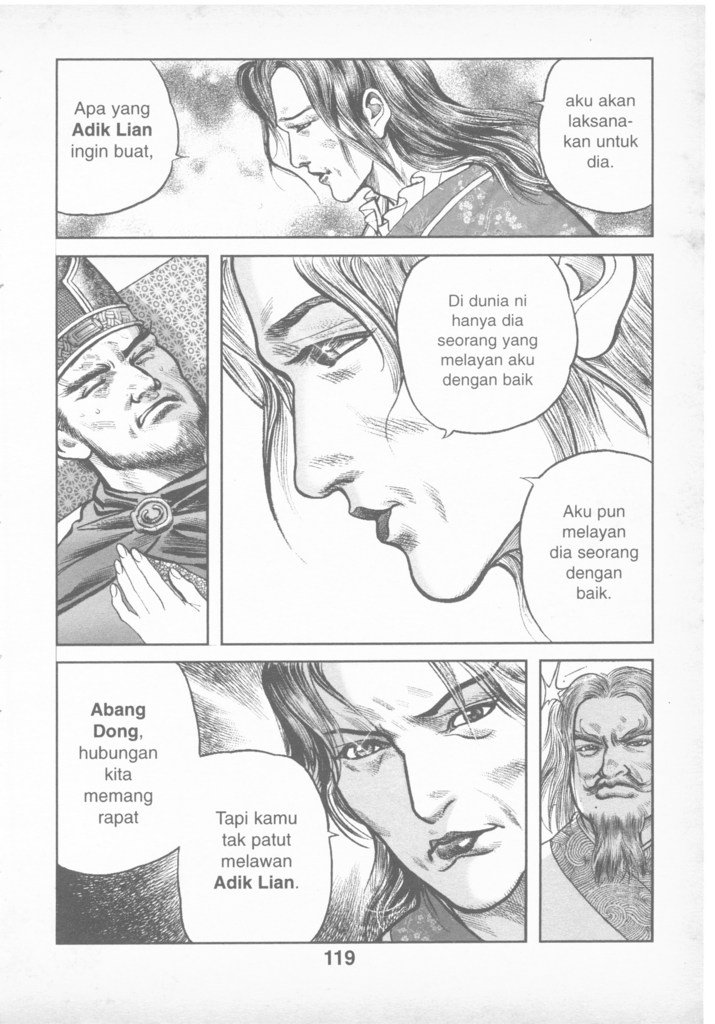 Apa yang
Adik Lian
ingin buat,
aku akan
laksana-
kan untuk
dia.
Di dunia ni
hanya dia
seorang yang
melayan aku
dengan baik
Aku pun
melayan
dia seorang
dengan
baik.
Abang
Dong,
hubungan
kita
memang
rapat
Tapi kamu
tak patut
melawan
Adik Lian.
119